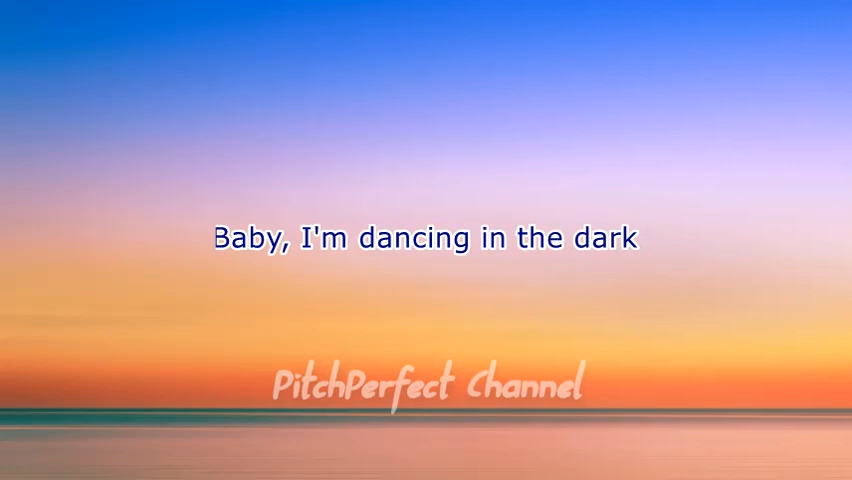 Baby, I'm dancing in the dark
PitchPerfect Channel